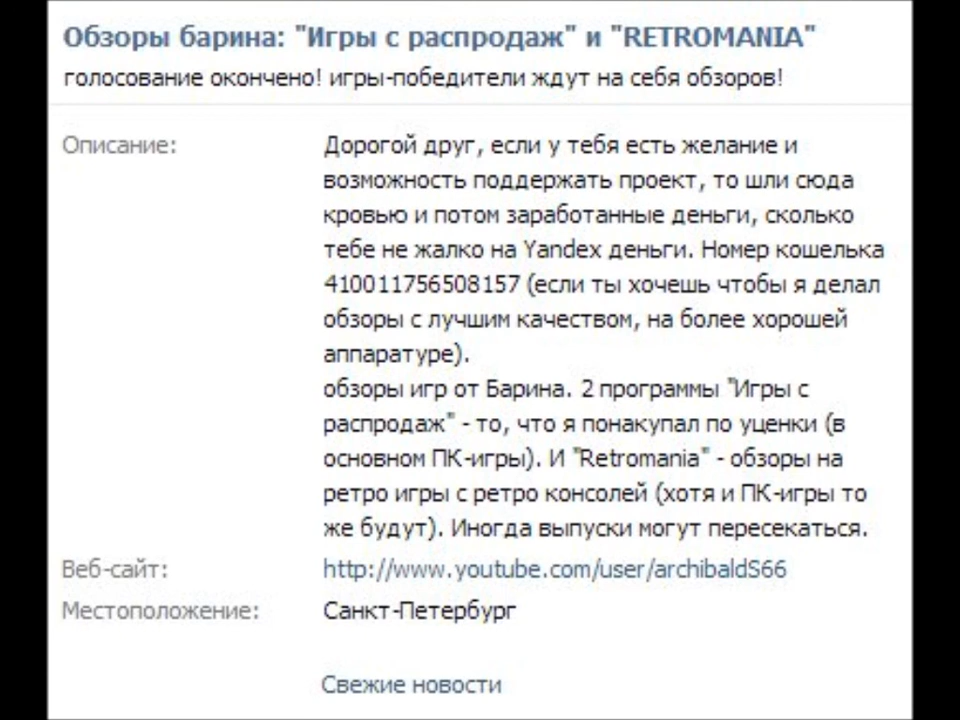 Обзоры барина: "Игры с распродаж" и "RETROMANIA"
голосование окончено! игры-победители ждут на себя обзоров!
Описание:
Дорогой друг, если у тебя есть желание и
возможность поддержать проект, то шли сюда
кровью и потом заработанные деньги, сколько
тебе не жалко на Yandex деньги. Номер кошелька
410011756508157 (если ты хочешь чтобы я делал
обзоры с лучшим качеством, на более хорошей
аппаратуре).
обзоры игр от Барина. 2 программы "Игры с
распродаж" - то, что я понакупал по уценки (в
основном ПК-игры). И "Retromania" - обзоры на
ретро игры с ретро консолей (хотя и ПК-игры то
же будут). Иногда выпуски могут пересекаться.
Веб-сайт:
http://www.youtube.com/user/archibaldS66
Местоположение:
Санкт-Петербург
Свежие новости